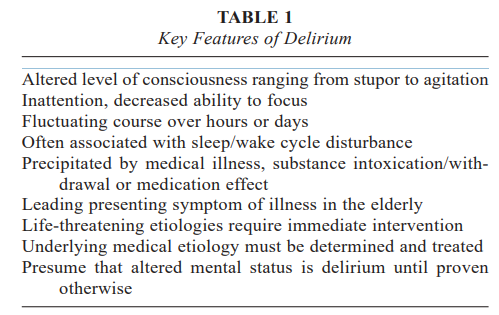 TABLE 1
Key Features of Delirium
Altered level of consciousness ranging from stupor to agitation
Inattention, decreased ability to focus
Fluctuating course over hours or days
Often associated with sleep/wake cycle disturbance
Precipitated by medical illness, substance intoxication/with-
drawal or medication effect
Leading presenting symptom of illness in the elderly
Life-threatening etiologies require immediate intervention
Underlying medical etiology must be determined and treated
Presume that altered mental status is delirium until proven
otherwise